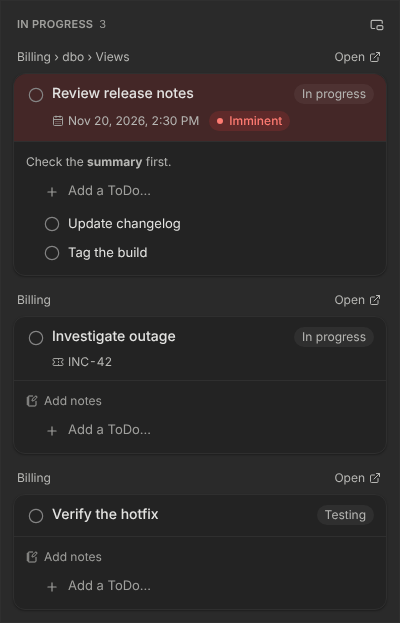 IN PROGRESS 3
Billing › dbo › Views Open
Review release notes In progress
Nov 20, 2026, 2:30 PM Imminent
Check the summary first.
Add a ToDo...
Update changelog
Tag the build
Billing Open
Investigate outage In progress
INC-42
Add notes
Add a ToDo...
Billing Open
Verify the hotfix Testing
Add notes
Add a ToDo...